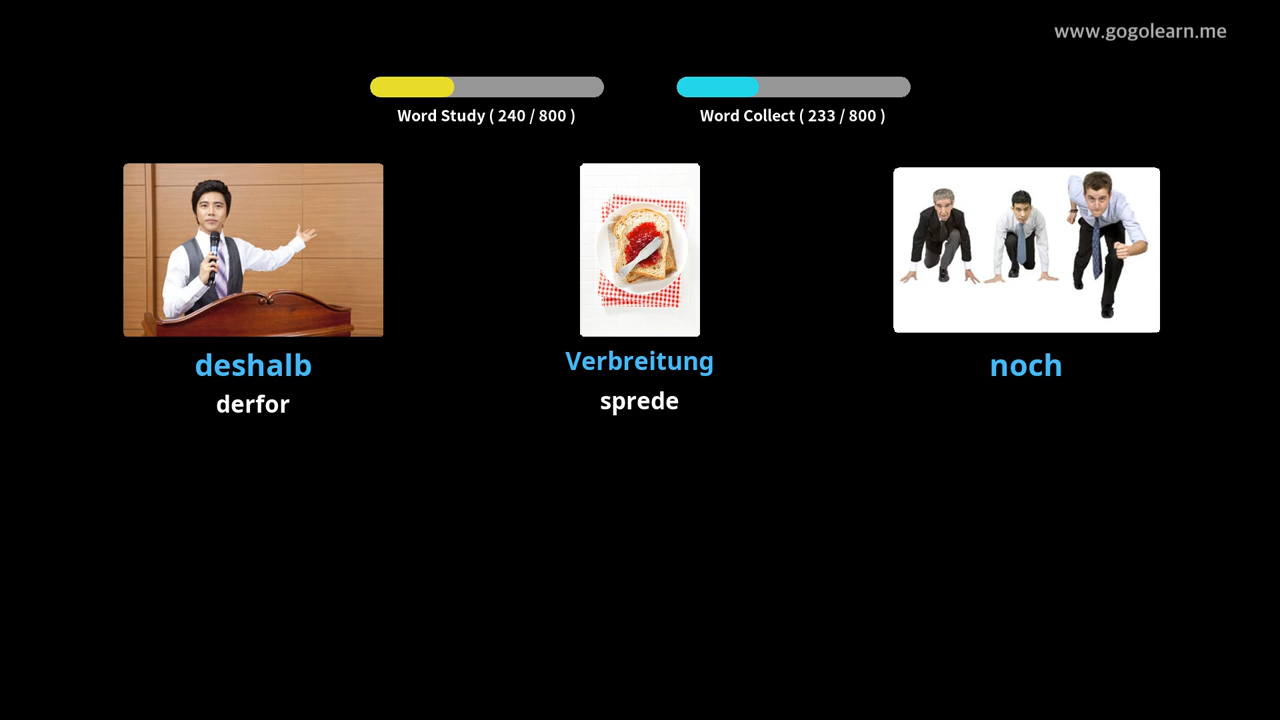 www.gogolearn.me
Word Study ( 240 / 800 )
Word Collect ( 233 / 800 )
deshalb
derfor
Verbreitung
sprede
noch